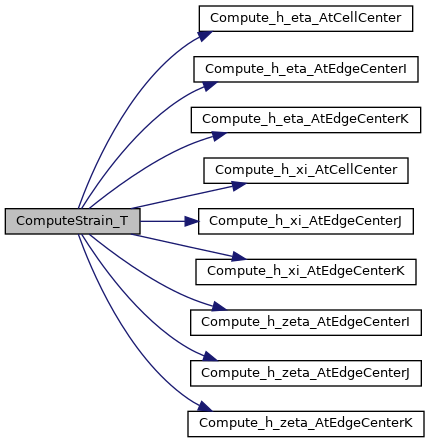 Compute_h_eta_AtCellCenter
Compute_h_eta_AtEdgeCenterI
Compute_h_eta_AtEdgeCenterK
Compute_h_xi_AtCellCenter
ComputeStrain_T
Compute_h_xi_AtEdgeCenterJ
Compute_h_xi_AtEdgeCenterK
Compute_h_zeta_AtEdgeCenterI
Compute_h_zeta_AtEdgeCenterJ
Compute_h_zeta_AtEdgeCenterK